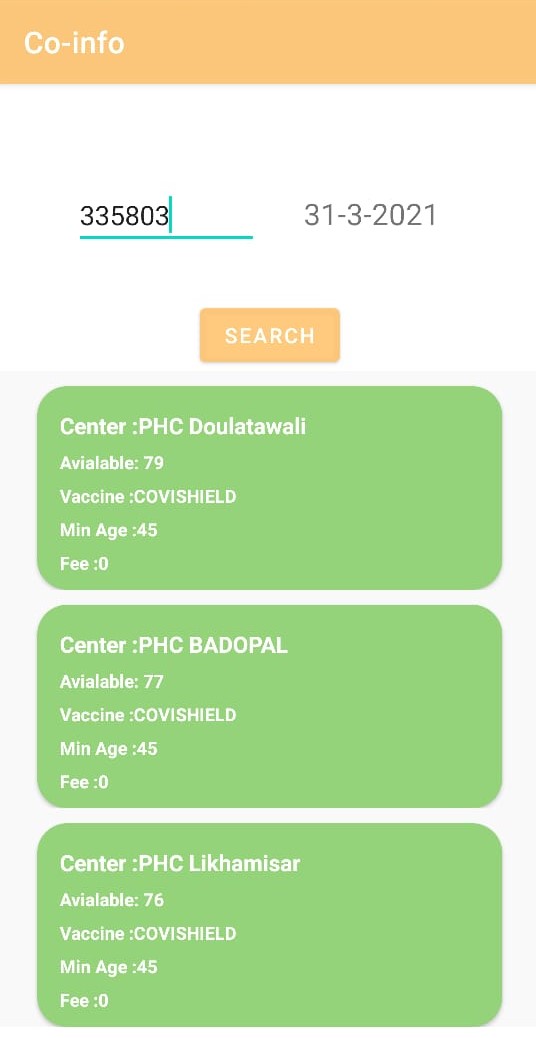 Co-info
335803 31-3-2021
SEARCH
Center :PHC Doulatawali
Avialable: 79
Vaccine :COVISHIELD
Min Age :45
Fee :0
Center :PHC BADOPAL
Avialable: 77
Vaccine :COVISHIELD
Min Age :45
Fee :0
Center :PHC Likhamisar
Avialable: 76
Vaccine :COVISHIELD
Min Age :45
Fee :0